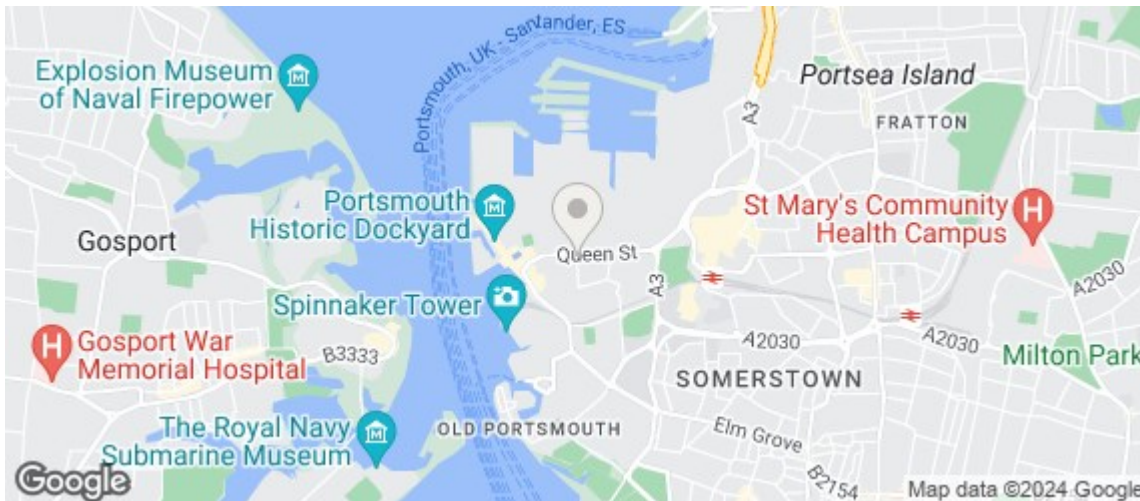 Portsmouth, UK - Santander, ES
Explosion Museum
of Naval Firepower
Portsea Island
A3
FRATTON
Portsmouth
Historic Dockyard
St Mary's Community
Health Campus
Gosport
Queen St
A3
A2030
Spinnaker Tower
Gosport War
Memorial Hospital
B3333
A2030
A2030
Milton Park
SOMERSTOWN
The Royal Navy
Submarine Museum
OLD PORTSMOUTH
Elm Grove
B2154
Google
Map data ©2024 Google